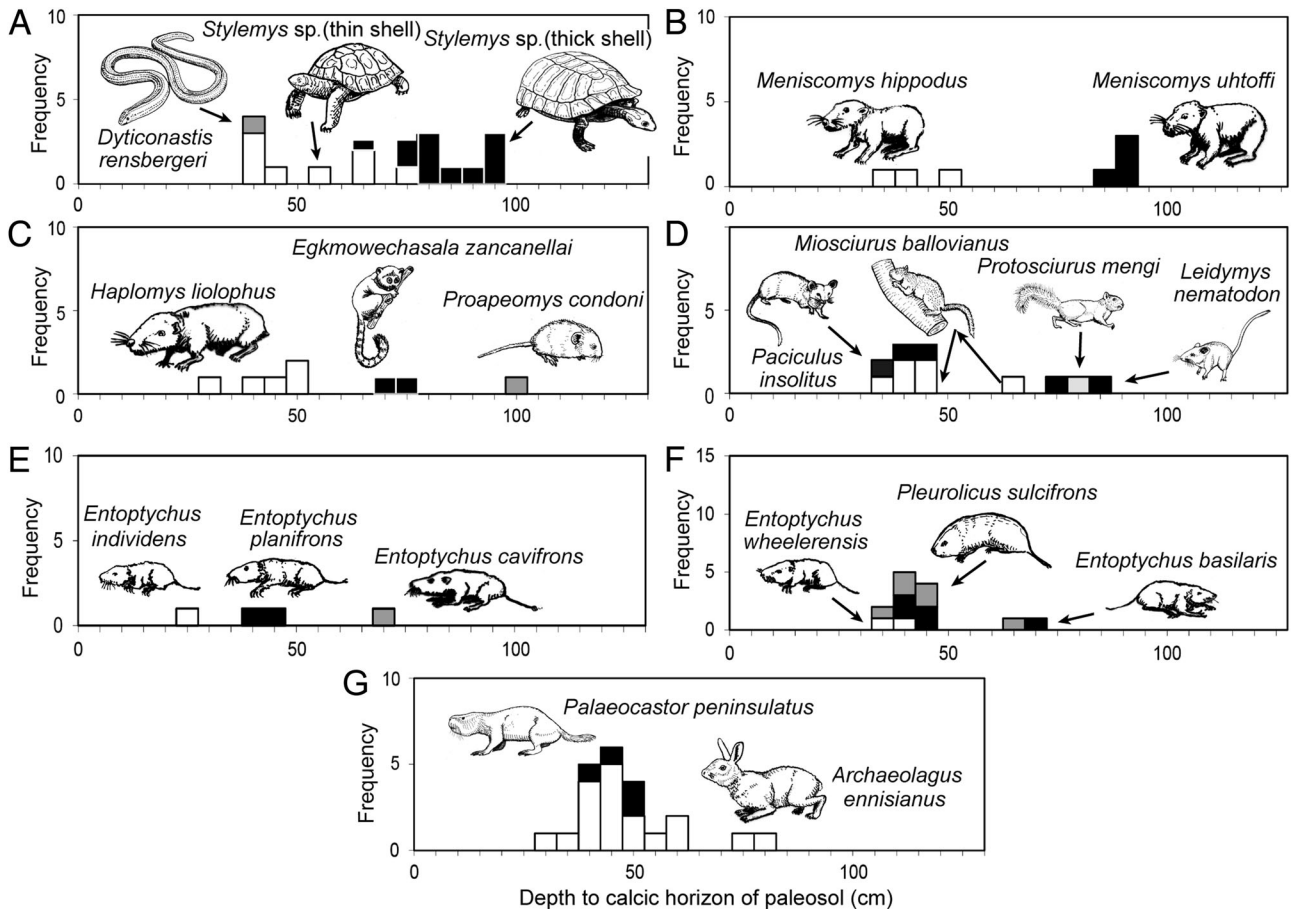 A
Frequency
10
5
0
Stylemys sp.(thin shell)
Stylemys sp.(thick shell)
Dyticonastis
rensbergeri
0 50 100
B
Frequency
10
5
0
Meniscomys hippodus
Meniscomys uhtoffi
0 50 100
C
Frequency
10
5
0
Egkmowechasala zancanellai
Haplomys liolophus
Proapeomys condoni
0 50 100
D
Frequency
10
5
0
Miosciurus ballovianus
Protosciurus mengi
Leidymys
nematodon
Paciculus
insolitus
0 50 100
E
Frequency
10
5
0
Entoptychus
individens
Entoptychus
planifrons
Entoptychus cavifrons
0 50 100
F
Frequency
15
10
5
0
Pleurolicus sulcifrons
Entoptychus
wheelerensis
Entoptychus basilaris
0 50 100
G
Frequency
10
5
0
Palaeocastor peninsulatus
Archaeolagus
ennisianus
0 50 100
Depth to calcic horizon of paleosol (cm)